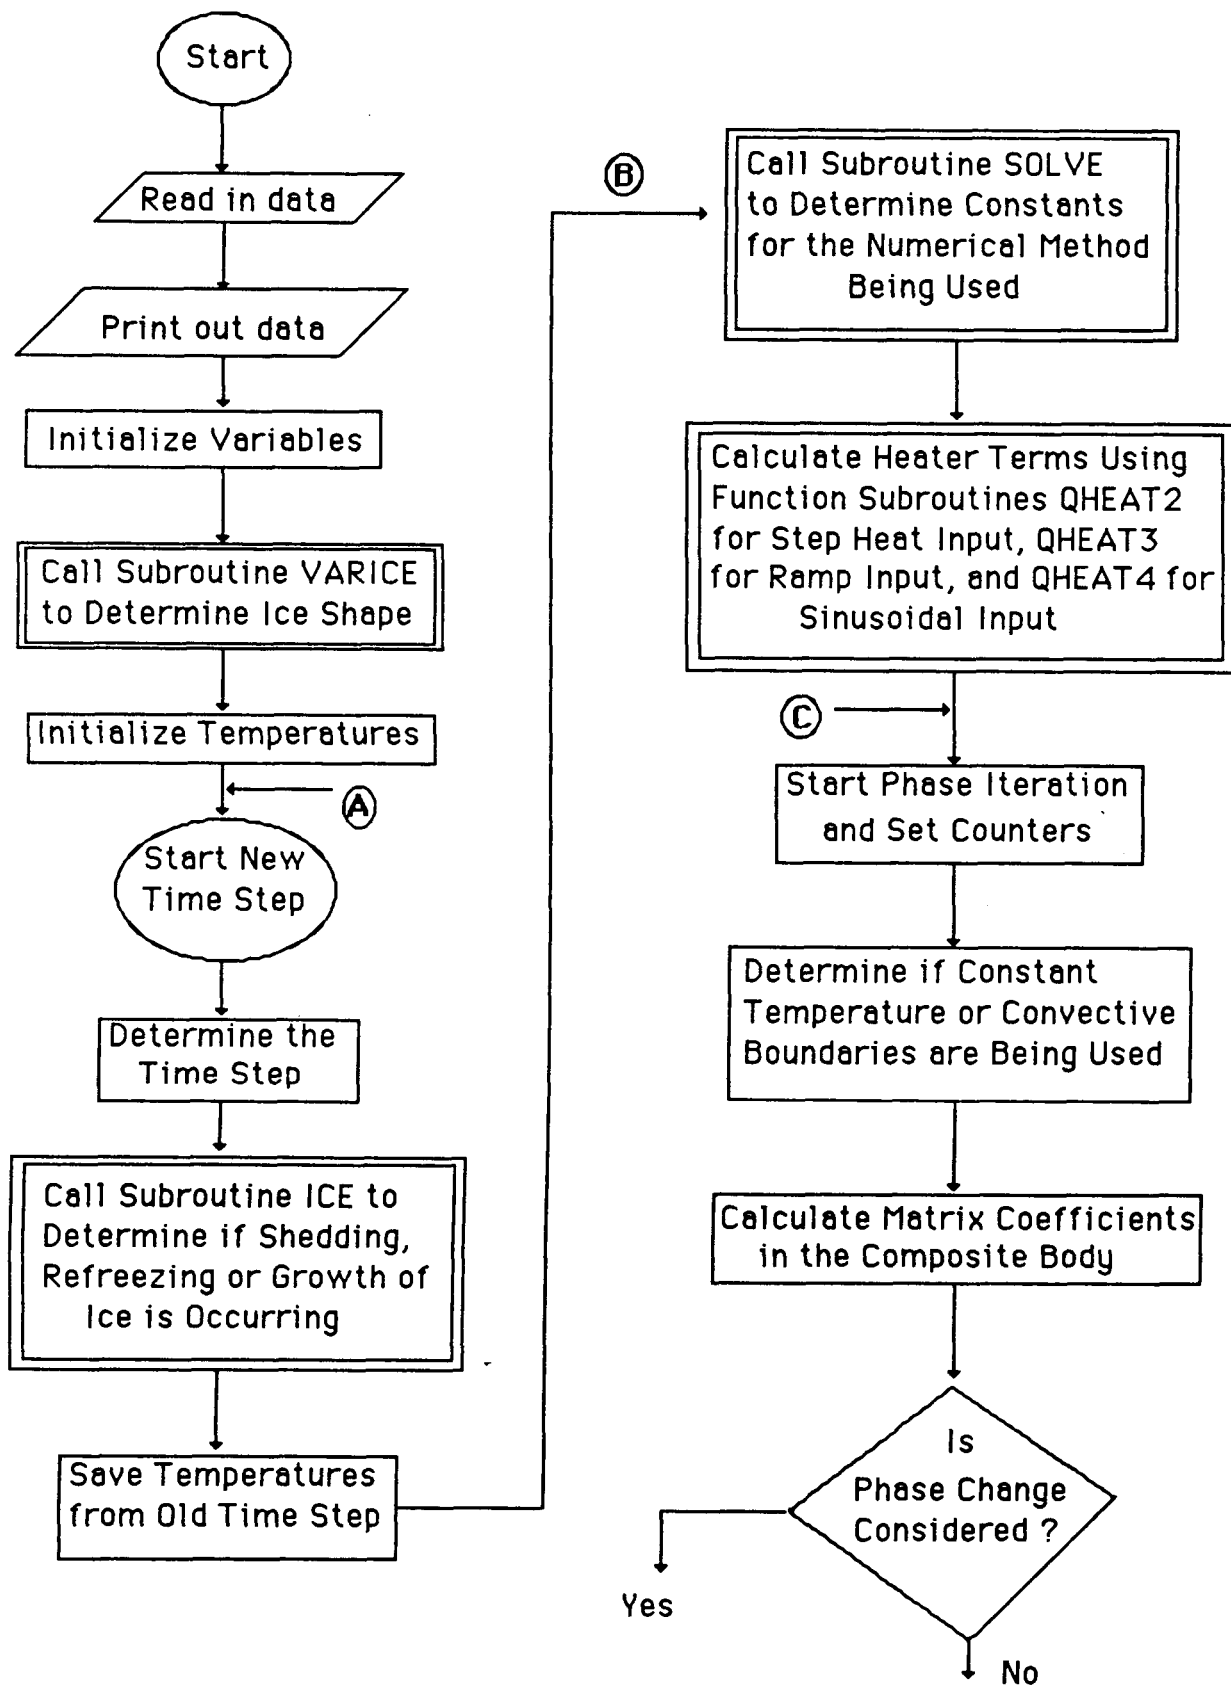 Start
Read in data
Print out data
Initialize Variables
Call Subroutine VARICE
to Determine Ice Shape
Initialize Temperatures
A
Start New
Time Step
Determine the
Time Step
Call Subroutine ICE to
Determine if Shedding,
Refreezing or Growth of
Ice is Occurring
Save Temperatures
from Old Time Step
B
Call Subroutine SOLVE
to Determine Constants
for the Numerical Method
Being Used
Calculate Heater Terms Using
Function Subroutines QHEAT2
for Step Heat Input, QHEAT3
for Ramp Input, and QHEAT4 for
Sinusoidal Input
C
Start Phase Iteration
and Set Counters
Determine if Constant
Temperature or Convective
Boundaries are Being Used
Calculate Matrix Coefficients
in the Composite Body
Is
Phase Change
Considered ?
Yes
No